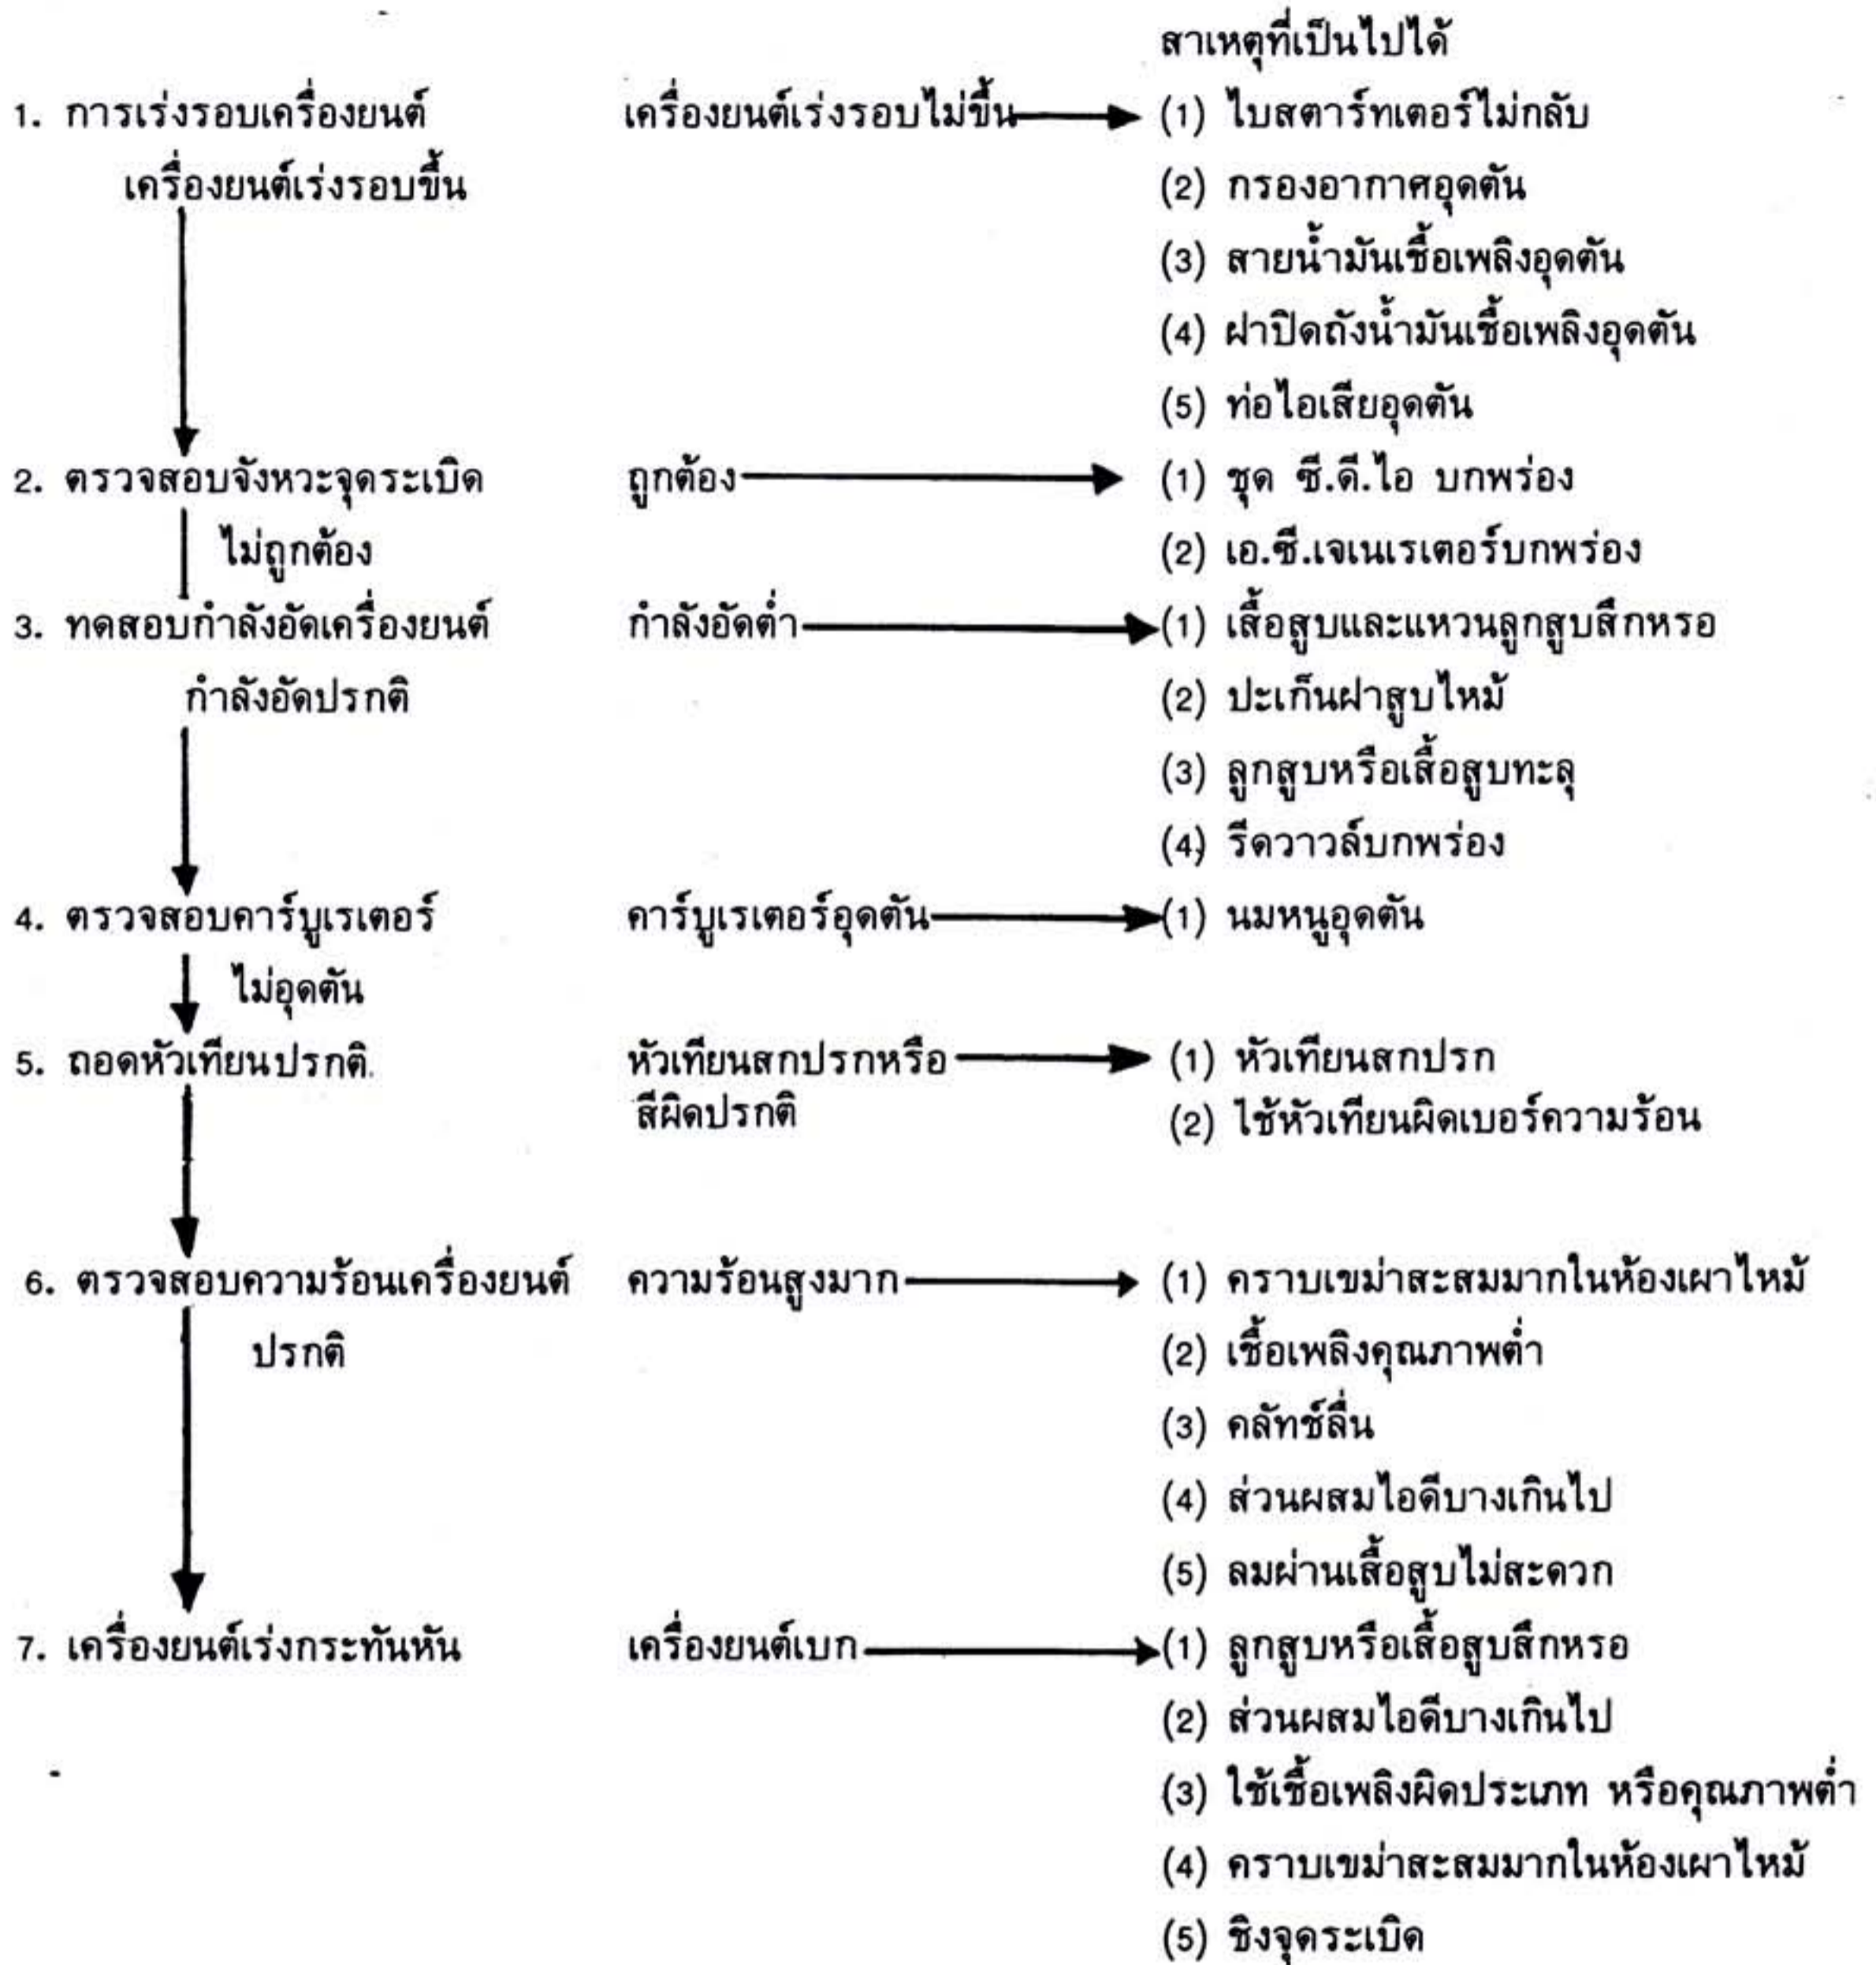 สาเหตุที่เป็นไปได้
1. การเร่งรอบเครื่องยนต์ เครื่องยนต์เร่งรอบไม่ขึ้น (1) ไบสตาร์ทเตอร์ไม่กลับ
เครื่องยนต์เร่งรอบขึ้น (2) กรองอากาศอุดตัน
(3) สายน้ำมันเชื้อเพลิงอุดตัน
(4) ฝาปิดถังน้ำมันเชื้อเพลิงอุดตัน
(5) ท่อไอเสียอุดตัน
2. ตรวจสอบจังหวะจุดระเบิด ถูกต้อง (1) ชุด ซี.ดี.ไอ บกพร่อง
ไม่ถูกต้อง (2) เอ.ซี.เจเนเรเตอร์บกพร่อง
3. ทดสอบกำลังอัดเครื่องยนต์ กำลังอัดต่ำ (1) เสื้อสูบและแหวนลูกสูบสึกหรอ
กำลังอัดปรกติ (2) ปะเก็นฝาสูบไหม้
(3) ลูกสูบหรือเสื้อสูบทะลุ
(4) รีดวาวล์บกพร่อง
4. ตรวจสอบคาร์บูเรเตอร์ คาร์บูเรเตอร์อุดตัน (1) นมหนูอุดตัน
ไม่อุดตัน
5. ถอดหัวเทียนปรกติ. หัวเทียนสกปรกหรือ (1) หัวเทียนสกปรก
สีผิดปรกติ (2) ไช้หัวเทียนผิดเบอร์ความร้อน
6. ตรวจสอบความร้อนเครื่องยนต์ ความร้อนสูงมาก (1) คราบเขม่าสะสมมากในห้องเผาไหม้
ปรกติ (2) เชื้อเพลิงคุณภาพต่ำ
(3) คลัทช์ลื่น
(4) ส่วนผสมไอดีบางเกินไป
(5) ลมผ่านเสื้อสูบไม่สะดวก
7. เครื่องยนต์เร่งกระทันหัน เครื่องยนต์เบก (1) ลูกสูบหรือเสื้อสูบสึกหรอ
(2) ส่วนผสมไอดีบางเกินไป
(3) ใช้เชื้อเพลิงผิดประเภท หรือคุณภาพต่ำ
(4) คราบเขม่าสะสมมากในห้องเผาไหม้
(5) ชิงจุดระเบิด